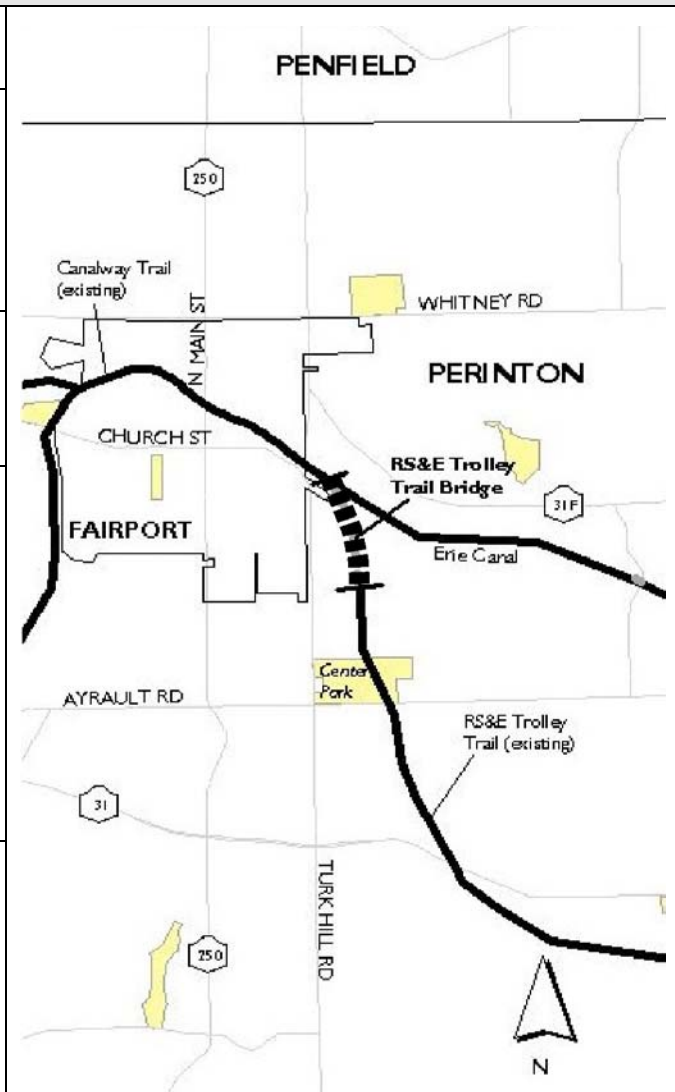 PENFIELD
250
Canalway Trail
(existing)
N MAIN ST
WHITNEY RD
PERINTON
CHURCH ST
RS&E Trolley
Trail Bridge
31F
FAIRPORT
Erie Canal
Center
Park
AYRAULT RD
RS&E Trolley
Trail (existing)
31
TURK HILL RD
250
N